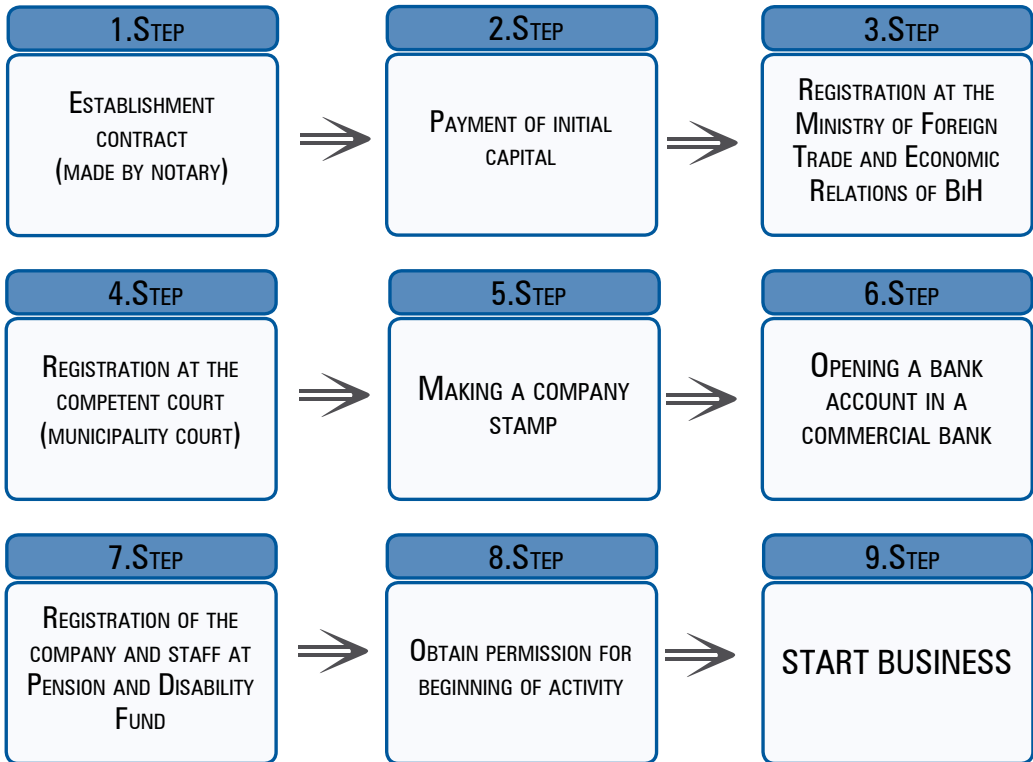 1.Step
Establishment
contract
(made by notary)
2.Step
Payment of initial
capital
3.Step
Registration at the
Ministry of Foreign
Trade and Economic
Relations of BiH
4.Step
Registration at the
competent court
(municipality court)
5.Step
Making a company
stamp
6.Step
Opening a bank
account in a
commercial bank
7.Step
Registration of the
company and staff at
Pension and Disability
Fund
8.Step
Obtain permission for
beginning of activity
9.Step
START BUSINESS